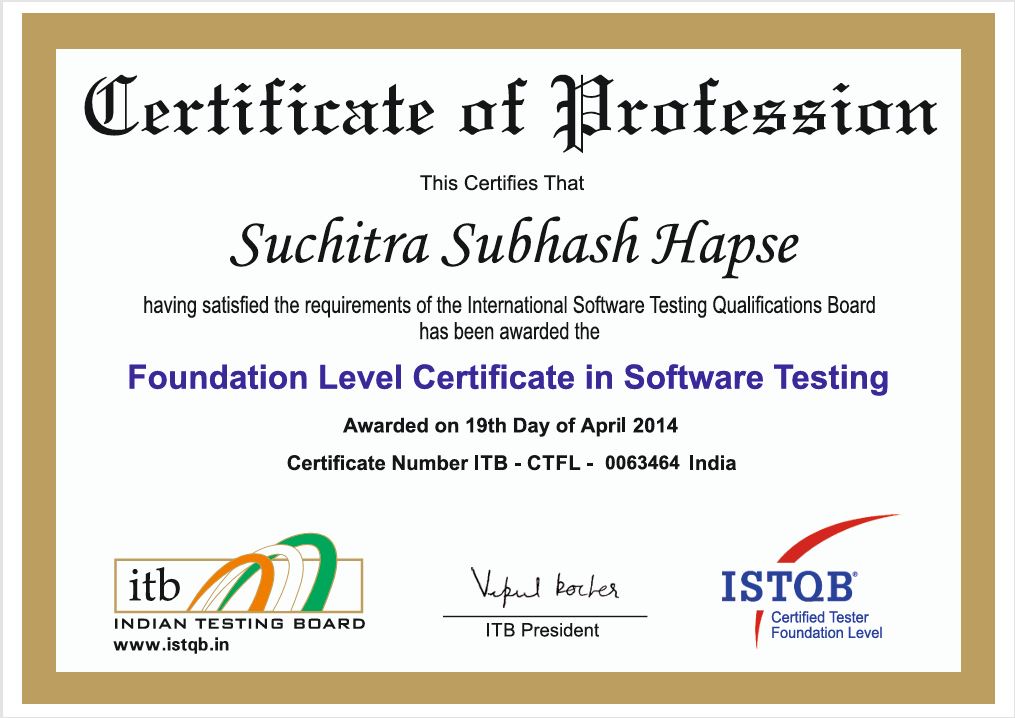 Certificate of Profession
This Certifies That
Suchitra Subhash Hapse
having satisfied the requirements of the International Software Testing Qualifications Board
has been awarded the
Foundation Level Certificate in Software Testing
Awarded on 19th Day of April 2014
Certificate Number ITB - CTFL - 0063464 India
itb
INDIAN TESTING BOARD
www.istqb.in
Vipul Kocher
ITB President
ISTQB®
Certified Tester
Foundation Level